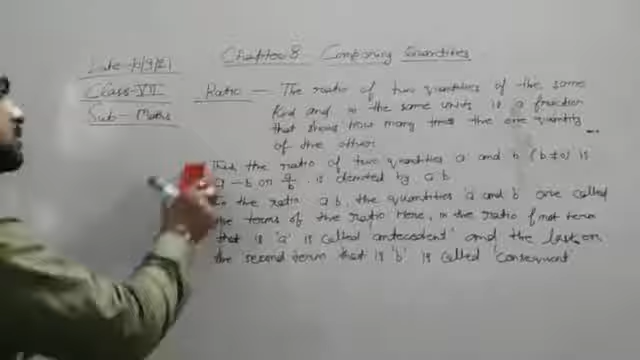 Chapter-8 Comparing Quantities
Date- 1/9/21
Class-VII
Sub- Maths
Ratio — The ratio of two quantities of the same
kind and in the same units is a fraction
that shows how many times the one quantity
of the other
Thus, the ratio of two quantities a and b (b≠0) is
a ÷ b or a/b is denoted by a:b
In the ratio a:b, the quantities 'a' and 'b' are called
the terms of the ratio Here, in the ratio first term
that is 'a' is called 'antecedent' and the last or
the second term that is 'b' is called 'consequent'